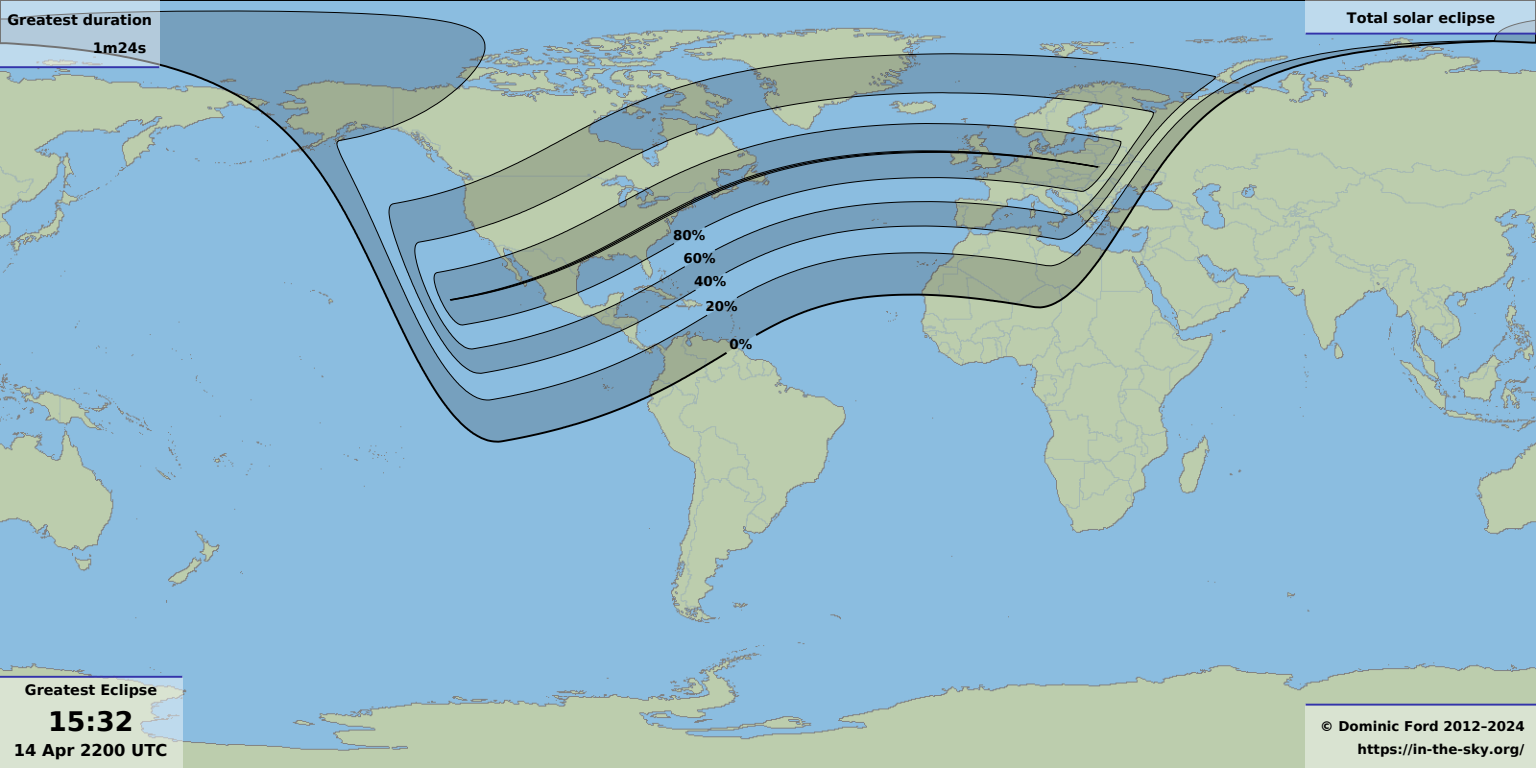 Greatest duration
1m24s
Total solar eclipse
80%
60%
40%
20%
0%
Greatest Eclipse
15:32
14 Apr 2200 UTC
© Dominic Ford 2012–2024
https://in-the-sky.org/